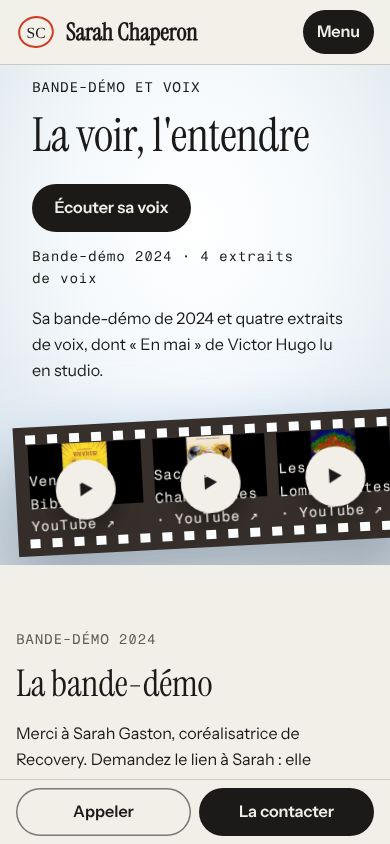 SC Sarah Chaperon
Menu
BANDE-DÉMO ET VOIX
La voir, l'entendre
Écouter sa voix
Bande-démo 2024 · 4 extraits
de voix
Sa bande-démo de 2024 et quatre extraits
de voix, dont « En mai » de Victor Hugo lu
en studio.
YouTube ↗
· YouTube ↗
Les
· YouTube ↗
BANDE-DÉMO 2024
La bande-démo
Merci à Sarah Gaston, coréalisatrice de
Recovery. Demandez le lien à Sarah : elle
Appeler
La contacter